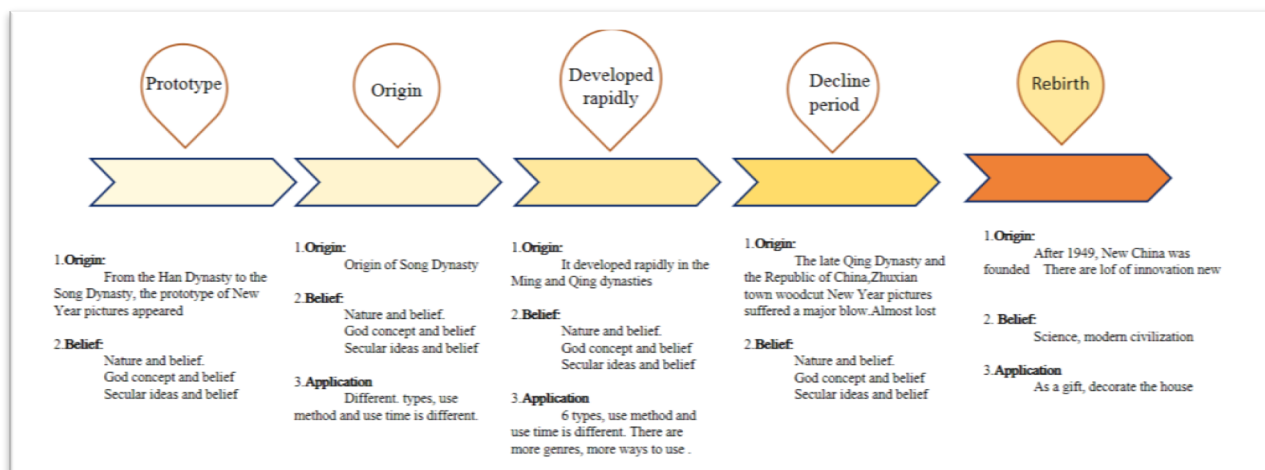 Prototype
Origin
Developed
rapidly
Decline
period
Rebirth
1.Origin:
From the Han Dynasty to the
Song Dynasty, the prototype of New
Year pictures appeared
2.Belief:
Nature and belief.
God concept and belief
Secular ideas and belief
1.Origin:
Origin of Song Dynasty
2.Belief:
Nature and belief.
God concept and belief
Secular ideas and belief
3.Application
Different. types, use
method and use time is different.
1.Origin:
It developed rapidly in the
Ming and Qing dynasties
2.Belief:
Nature and belief.
God concept and belief
Secular ideas and belief
3.Application
6 types, use method and
use time is different. There are
more genres, more ways to use .
1.Origin:
The late Qing Dynasty and
the Republic of China,Zhuxian
town woodcut New Year pictures
suffered a major blow.Almost lost
2.Belief:
Nature and belief.
God concept and belief
Secular ideas and belief
1.Origin:
After 1949, New China was
founded There are lof of innovation new
2. Belief:
Science, modern civilization
3.Application
As a gift, decorate the house